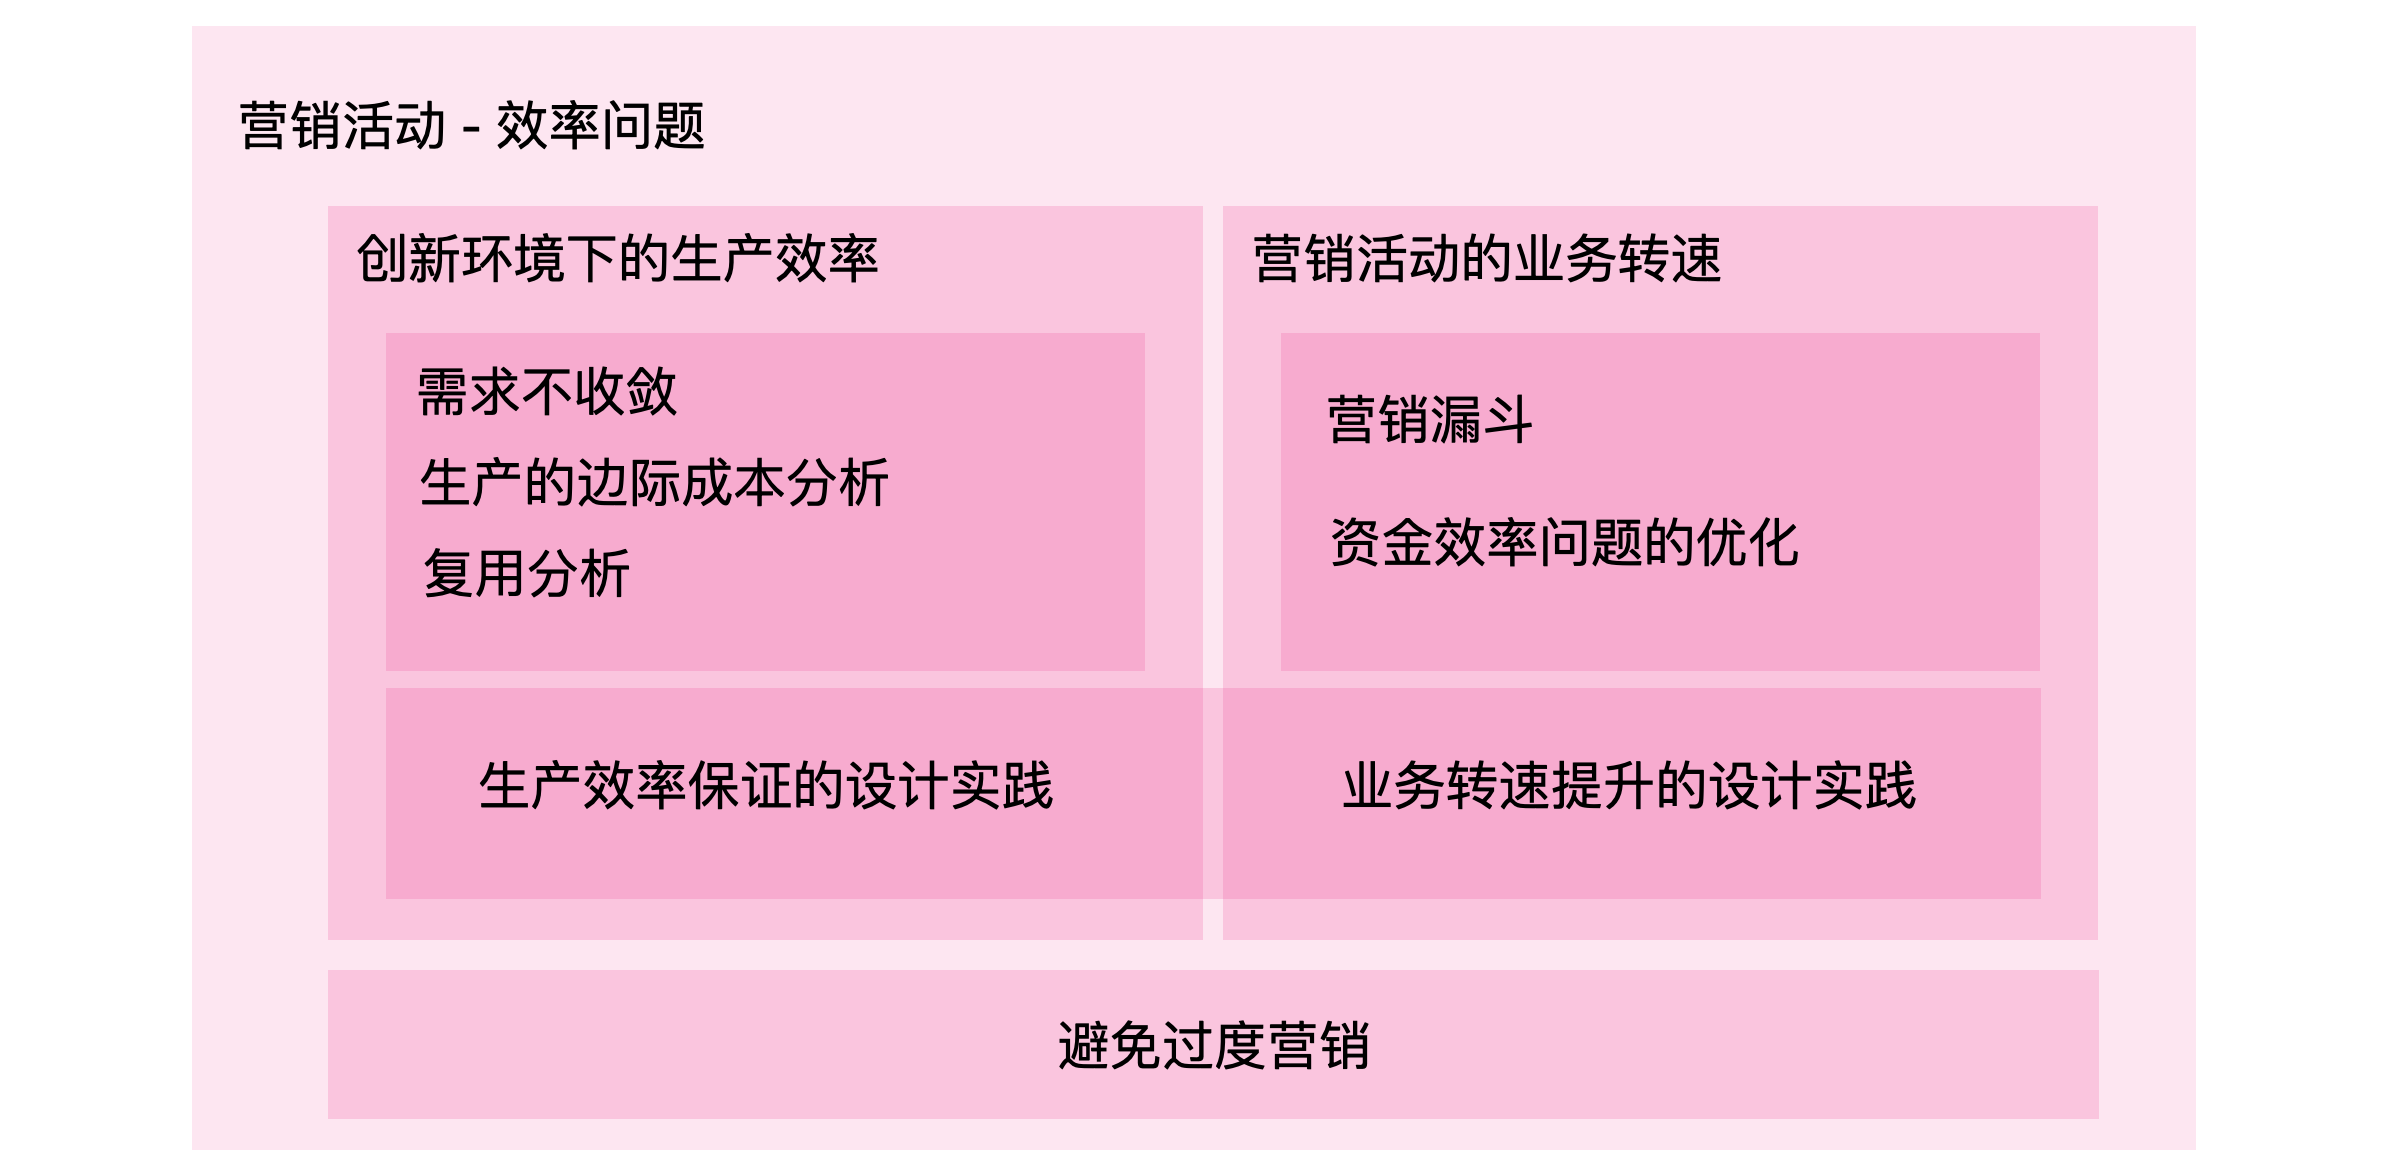 营销活动 - 效率问题
创新环境下的生产效率
需求不收敛
生产的边际成本分析
复用分析
营销活动的业务转速
营销漏斗
资金效率问题的优化
生产效率保证的设计实践
业务转速提升的设计实践
避免过度营销